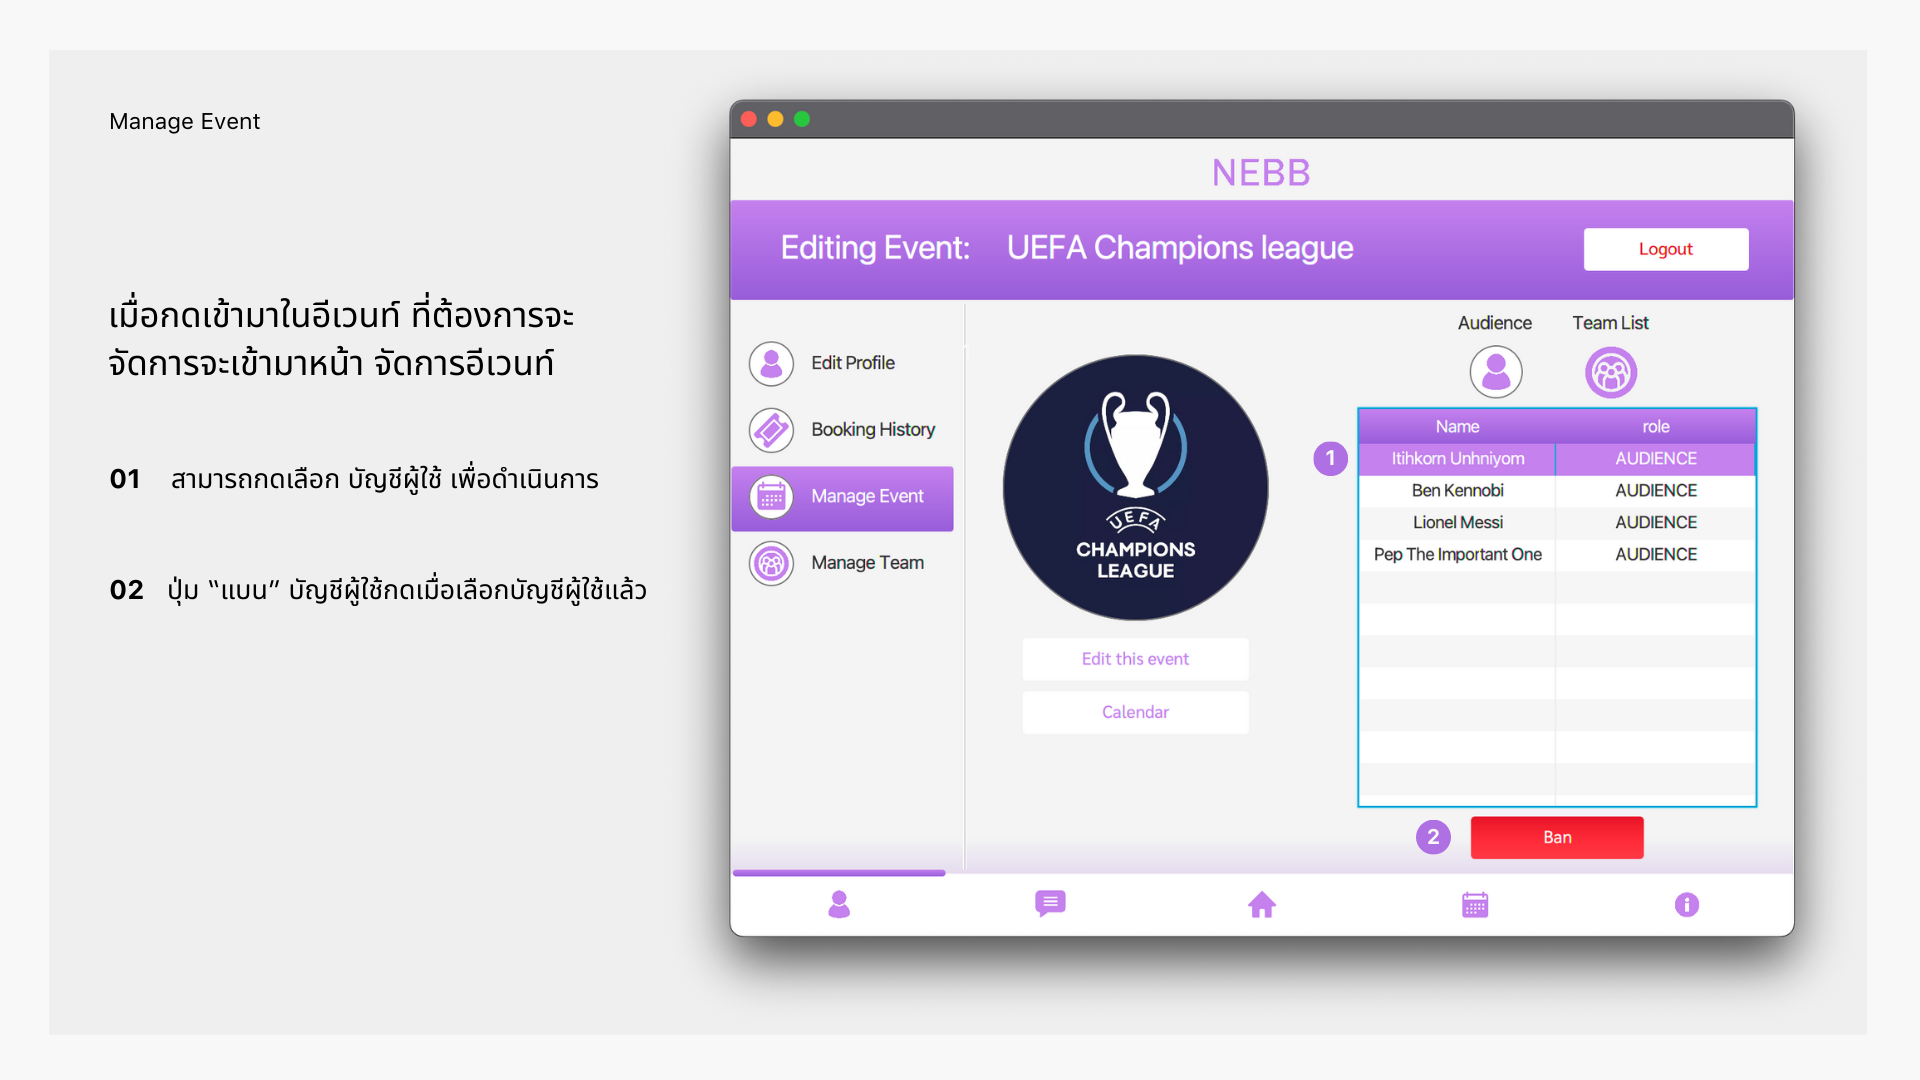 Manage Event
เมื่อกดเข้ามาในอีเวนท์ ที่ต้องการจะ
จัดการจะเข้ามาหน้า จัดการอีเวนท์
01 สามารถกดเลือก บัญชีผู้ใช้ เพื่อดำเนินการ
02 ปุ่ม “แบน” บัญชีผู้ใช้กดเมื่อเลือกบัญชีผู้ใช้แล้ว
NEBB
Editing Event: UEFA Champions league
Logout
Edit Profile
Booking History
Manage Event
Manage Team
UEFA
CHAMPIONS
LEAGUE
Edit this event
Calendar
Audience Team List
Name role
1 Itihkorn Unhniyom AUDIENCE
Ben Kennobi AUDIENCE
Lionel Messi AUDIENCE
Pep The Important One AUDIENCE
2 Ban